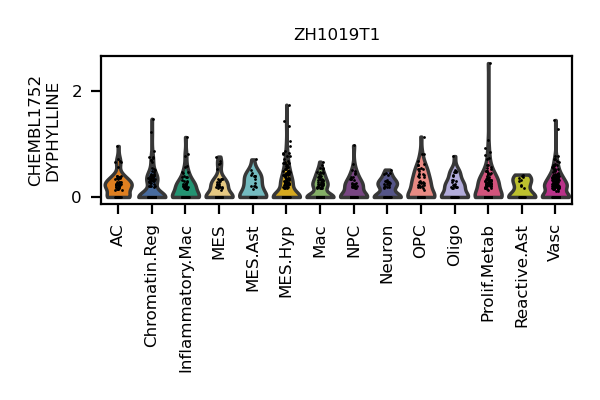 ZH1019T1
CHEMBL1752
DYPHYLLINE
2
0
AC
Chromatin.Reg
Inflammatory.Mac
MES
MES.Ast
MES.Hyp
Mac
NPC
Neuron
OPC
Oligo
Prolif.Metab
Reactive.Ast
Vasc